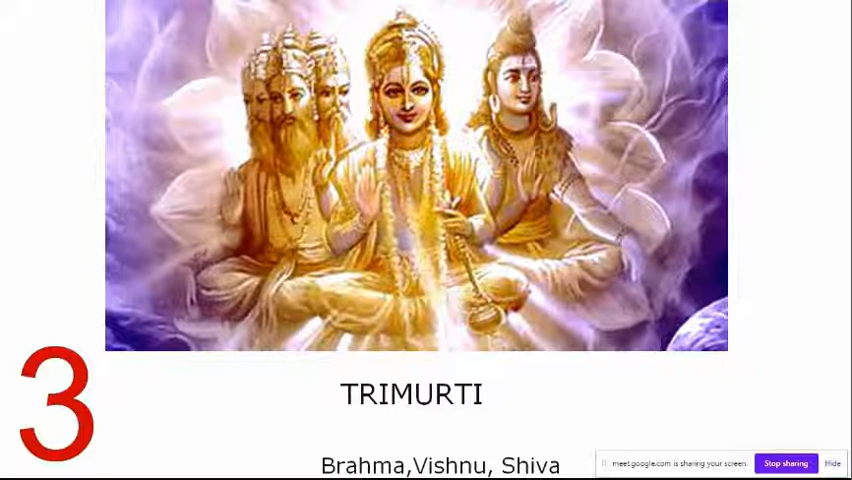 3
TRIMURTI
Brahma,Vishnu, Shiva
meet.google.com is sharing your screen.
Stop sharing
Hide